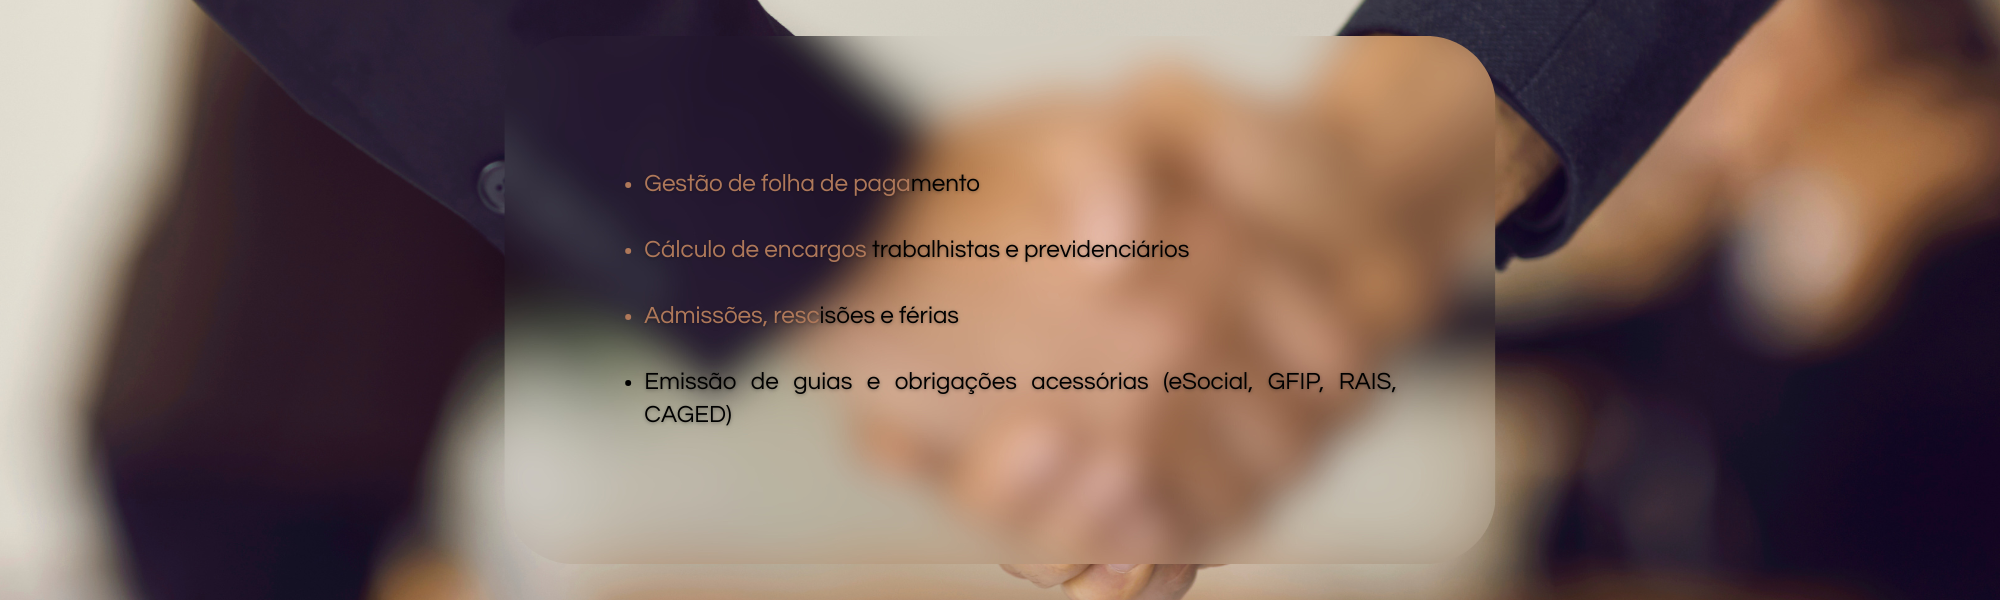 • Gestão de folha de pagamento
• Cálculo de encargos trabalhistas e previdenciários
• Admissões, rescisões e férias
• Emissão de guias e obrigações acessórias (eSocial, GFIP, RAIS,
CAGED)